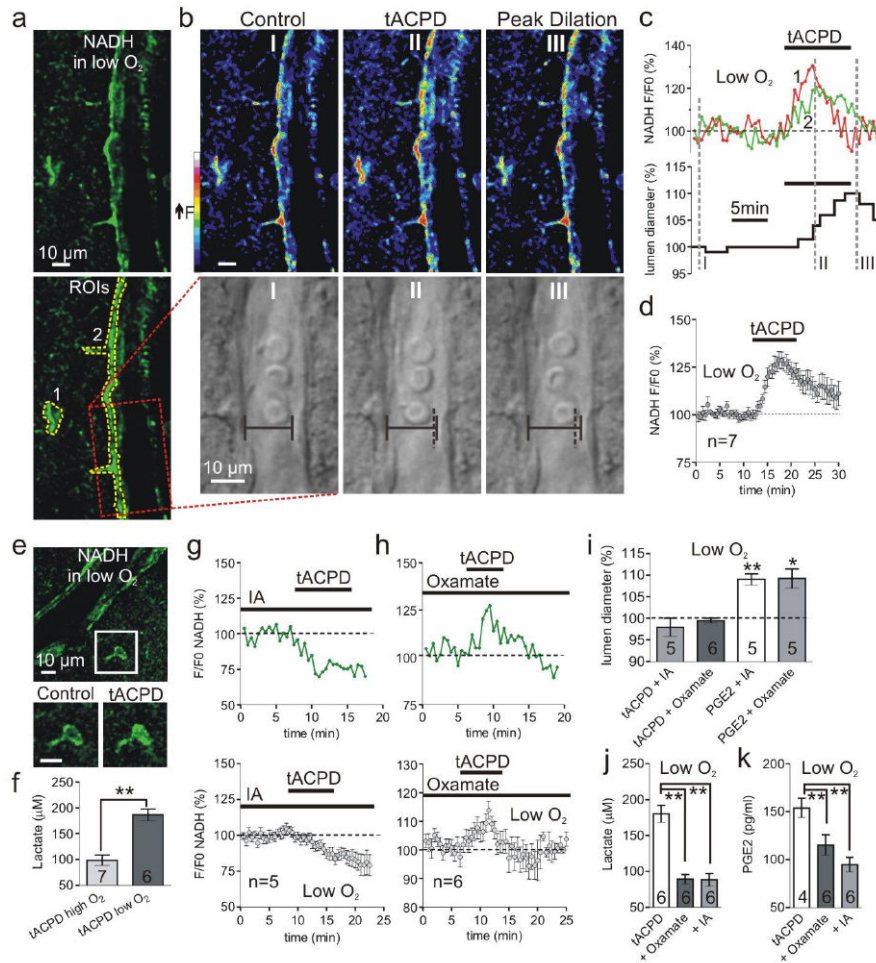 a
NADH
in low O₂
10 µm
ROIs
2
1
b
Control
tACPD
Peak Dilation
I
II
III
F
I
II
III
10 µm
c
tACPD
Low O₂
1
2
NADH F/F0 (%)
140
120
100
lumen diameter (%)
5min
110
105
100
95
I
II
III
d
tACPD
Low O₂
NADH F/F0 (%)
150
125
100
75
n=7
0 5 10 15 20 25 30
time (min)
e
NADH
in low O₂
10 µm
Control
tACPD
f
Lactate (µM)
250
200
150
100
50
**
7
6
tACPD high O₂
tACPD low O₂
g
F/F0 NADH (%)
150
125
100
75
50
tACPD
IA
0 5 10 15 20
time (min)
F/F0 NADH (%)
150
125
100
75
50
tACPD
IA
n=5
Low O₂
0 5 10 15 20
time (min)
h
150
125
100
75
50
tACPD
Oxamate
0 5 10 15 20
time (min)
130
120
110
100
90
80
tACPD
Oxamate
Low O₂
n=6
0 5 10 15 20 25
time (min)
i
Low O₂
lumen diameter (%)
115
110
105
100
95
90
**
*
5
6
5
5
tACPD + IA
tACPD + Oxamate
PGE2 + IA
PGE2 + Oxamate
j
Low O₂
Lactate (µM)
250
200
150
100
50
** **
6
6
6
tACPD
+ Oxamate
+ IA
k
Low O₂
PGE2 (pg/ml)
200
150
100
50
** **
4
6
6
tACPD
+ Oxamate
+ IA